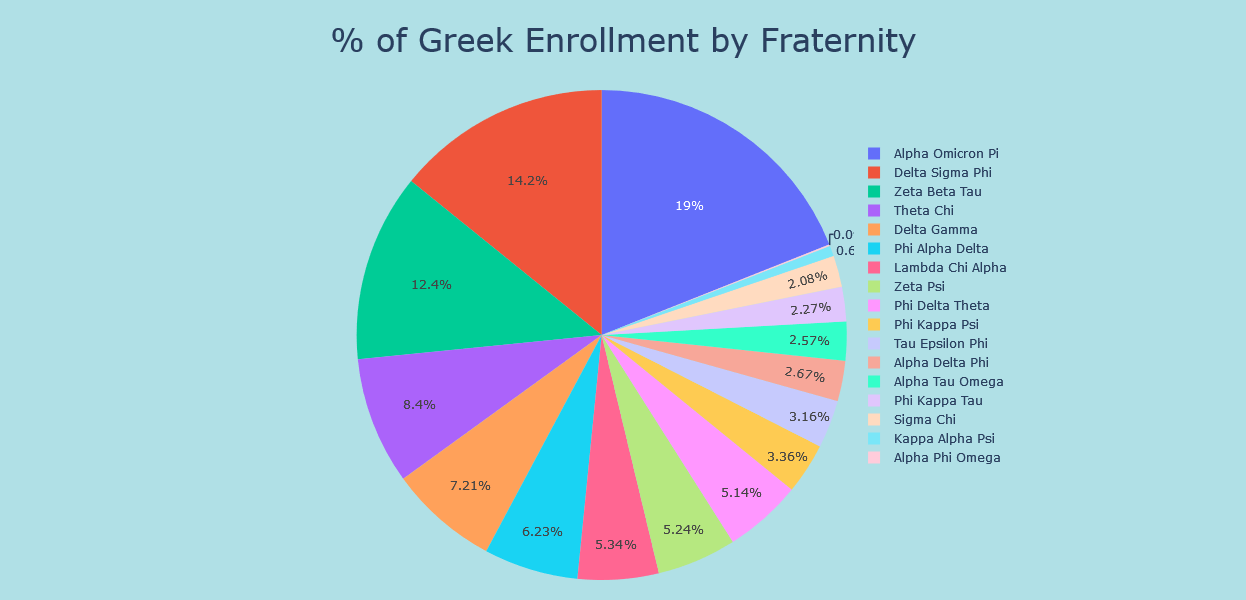 % of Greek Enrollment by Fraternity
19%
14.2%
12.4%
8.4%
7.21%
6.23%
5.34%
5.24%
5.14%
3.36%
3.16%
2.67%
2.57%
2.27%
2.08%
Alpha Omicron Pi
Delta Sigma Phi
Zeta Beta Tau
Theta Chi
Delta Gamma
Phi Alpha Delta
Lambda Chi Alpha
Zeta Psi
Phi Delta Theta
Phi Kappa Psi
Tau Epsilon Phi
Alpha Delta Phi
Alpha Tau Omega
Phi Kappa Tau
Sigma Chi
Kappa Alpha Psi
Alpha Phi Omega